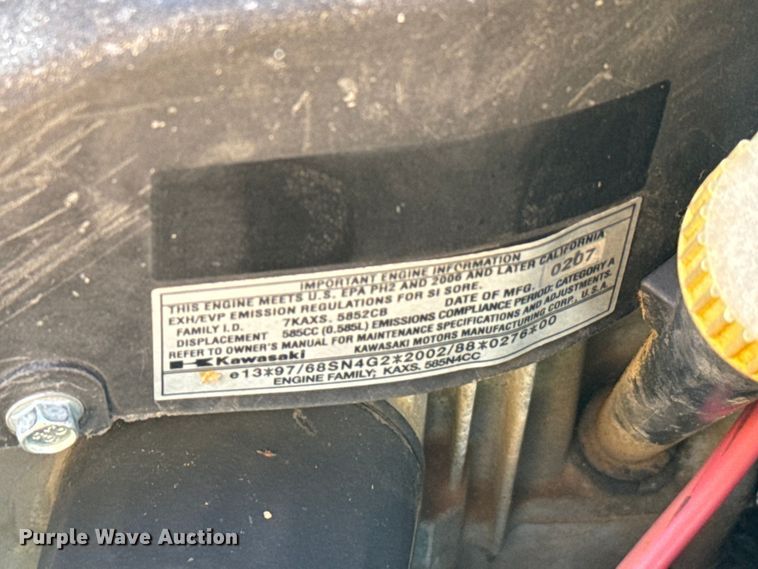 IMPORTANT ENGINE INFORMATION
THIS ENGINE MEETS U.S. EPA PH2 AND 2006 AND LATER CALIFORNIA
EXH/EVP EMISSION REGULATIONS FOR SI SORE.
FAMILY I.D. 7KAXS. 5852CB DATE OF MFG. 0207
DISPLACEMENT 585CC (0.585L) EMISSIONS COMPLIANCE PERIOD: CATEGORY A
REFER TO OWNER'S MANUAL FOR MAINTENANCE SPECIFICATIONS AND ADJUSTMENTS.
Kawasaki KAWASAKI MOTORS MANUFACTURING CORP., U.S.A.
e13*97/68SN4G2*2002/88*0276*00
ENGINE FAMILY; KAXS. 585N4CC
Purple Wave Auction